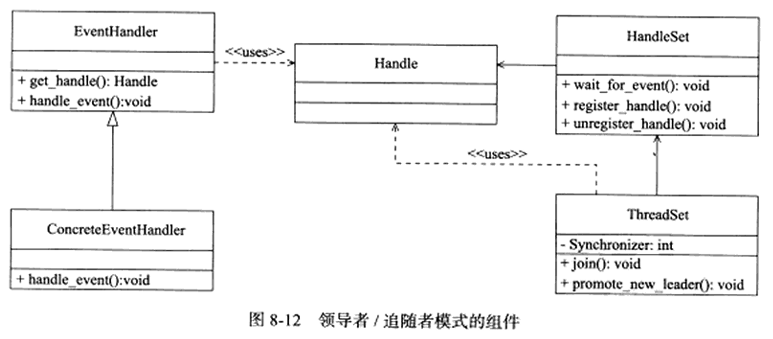 EventHandler
+ get_handle(): Handle
+ handle_event():void
<<uses>>
Handle
HandleSet
+ wait_for_event(): void
+ register_handle(): void
+ unregister_handle(): void
<<uses>>
ConcreteEventHandler
+ handle_event():void
ThreadSet
- Synchronizer: int
+ join(): void
+ promote_new_leader(): void
图 8-12 领导者 / 追随者模式的组件